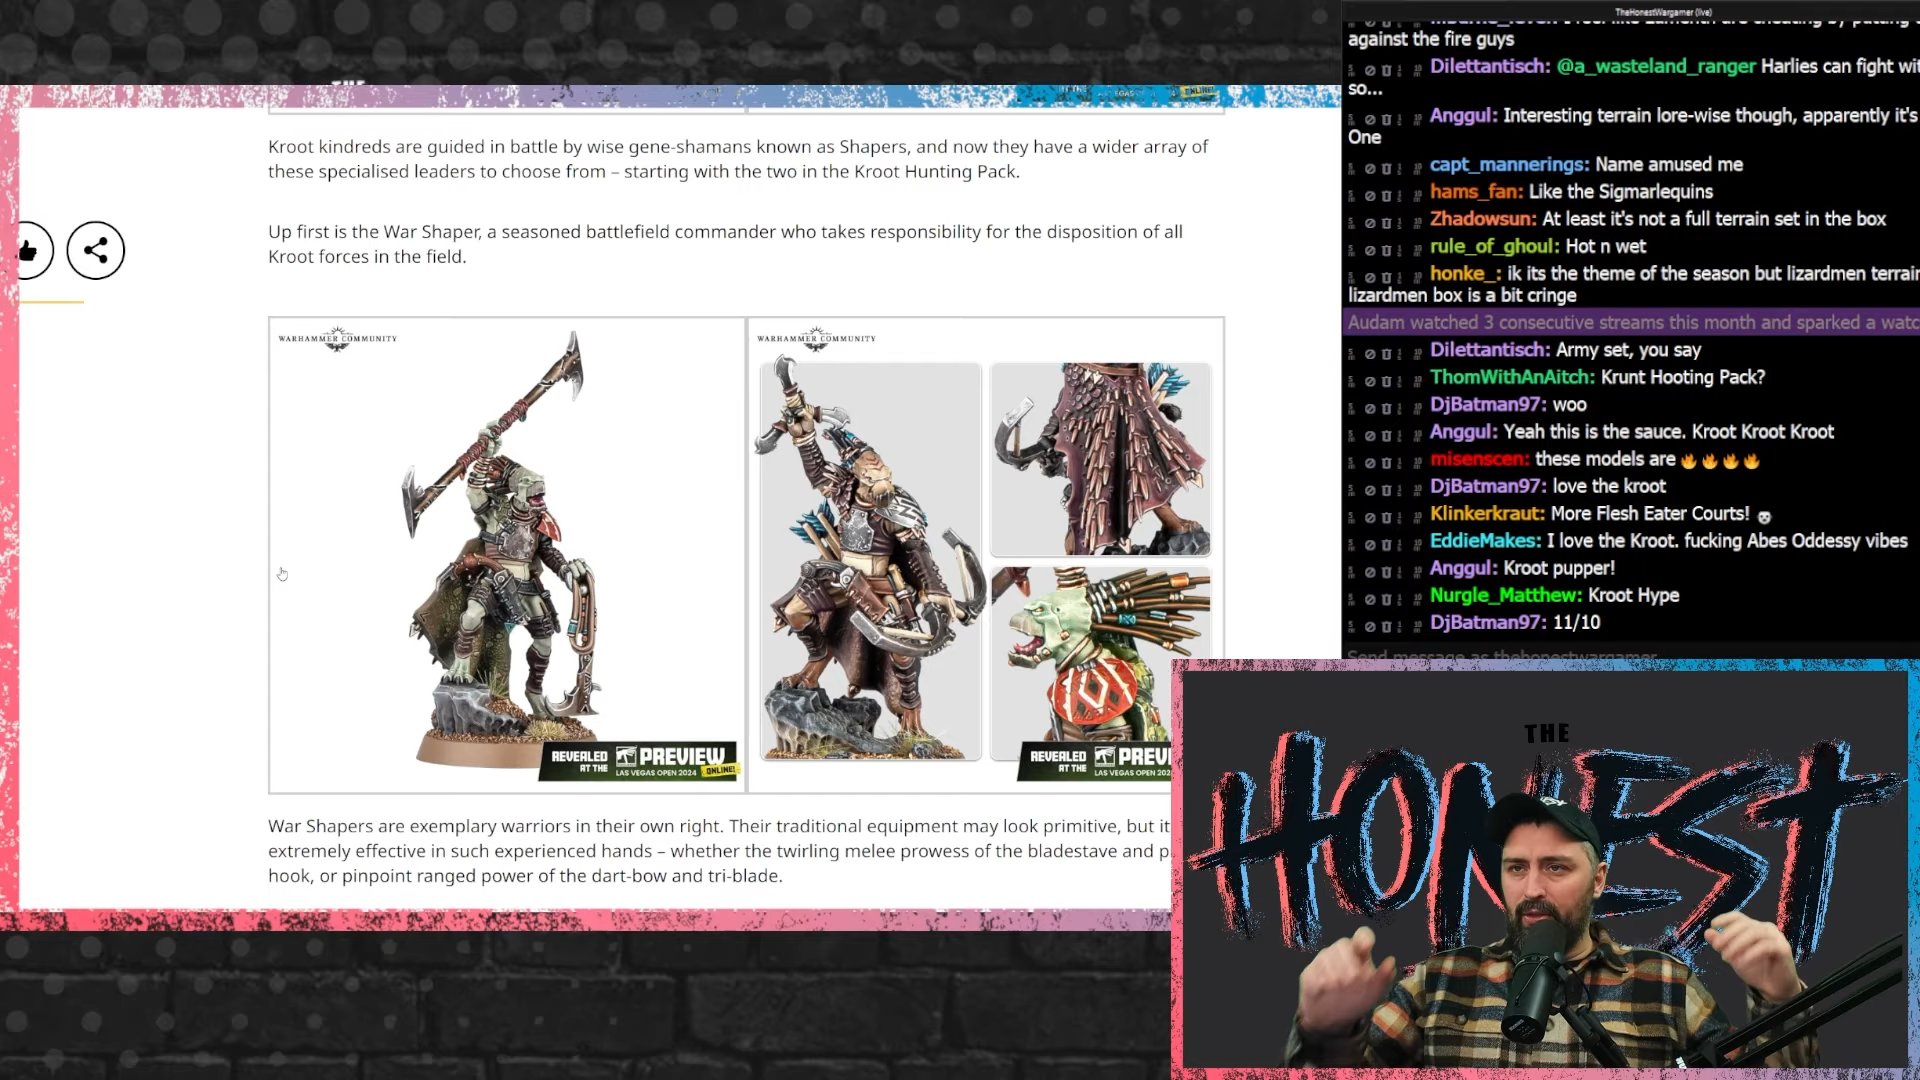 TheHonestWargamer (live)
against the fire guys
Dilettantisch: @a_wasteland_ranger Harlies can fight wit
so...
Anggul: Interesting terrain lore-wise though, apparently it's
One
capt_mannerings: Name amused me
hams_fan: Like the Sigmarlequins
Zhadowsun: At least it's not a full terrain set in the box
rule_of_ghoul: Hot n wet
honke_: ik its the theme of the season but lizardmen terrain
lizardmen box is a bit cringe
Audam watched 3 consecutive streams this month and sparked a watc
Dilettantisch: Army set, you say
ThomWithAnAitch: Krunt Hooting Pack?
DjBatman97: woo
Anggul: Yeah this is the sauce. Kroot Kroot Kroot
misenscen: these models are 🔥🔥🔥🔥
DjBatman97: love the kroot
Klinkerkraut: More Flesh Eater Courts!
EddieMakes: I love the Kroot. fucking Abes Oddessy vibes
Anggul: Kroot pupper!
Nurgle_Matthew: Kroot Hype
DjBatman97: 11/10
Send message as thehonestwargamer
Kroot kindreds are guided in battle by wise gene-shamans known as Shapers, and now they have a wider array of
these specialised leaders to choose from – starting with the two in the Kroot Hunting Pack.
Up first is the War Shaper, a seasoned battlefield commander who takes responsibility for the disposition of all
Kroot forces in the field.
WARHAMMER COMMUNITY
WARHAMMER COMMUNITY
REVEALED AT THE PREVIEW
LAS VEGAS OPEN 2024 ONLINE!
REVEALED AT THE PREV
LAS VEGAS OPEN 202
War Shapers are exemplary warriors in their own right. Their traditional equipment may look primitive, but it
extremely effective in such experienced hands – whether the twirling melee prowess of the bladestave and p
hook, or pinpoint ranged power of the dart-bow and tri-blade.
THE
HONEST